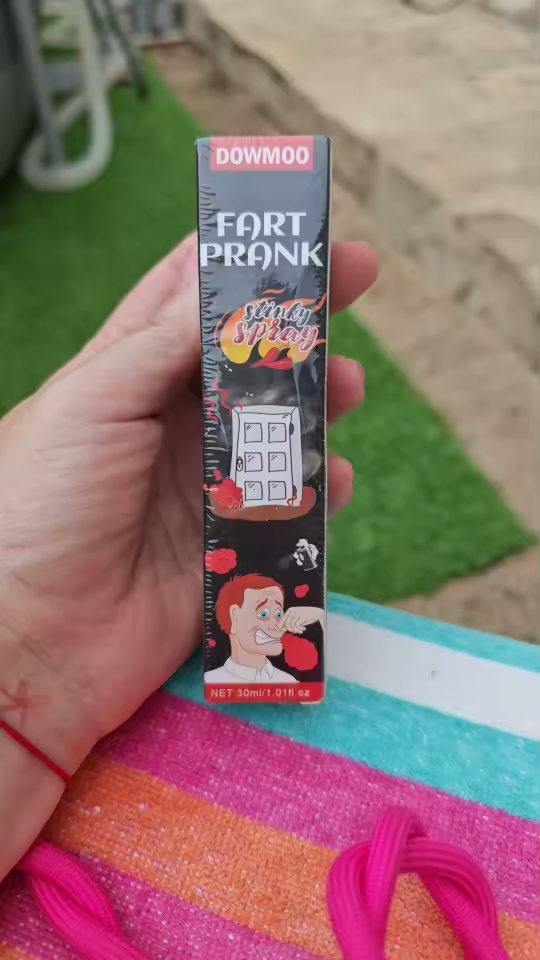 DOWMOO
FART
PRANK
stinky
spray
NET:30ml/1.01fl.oz